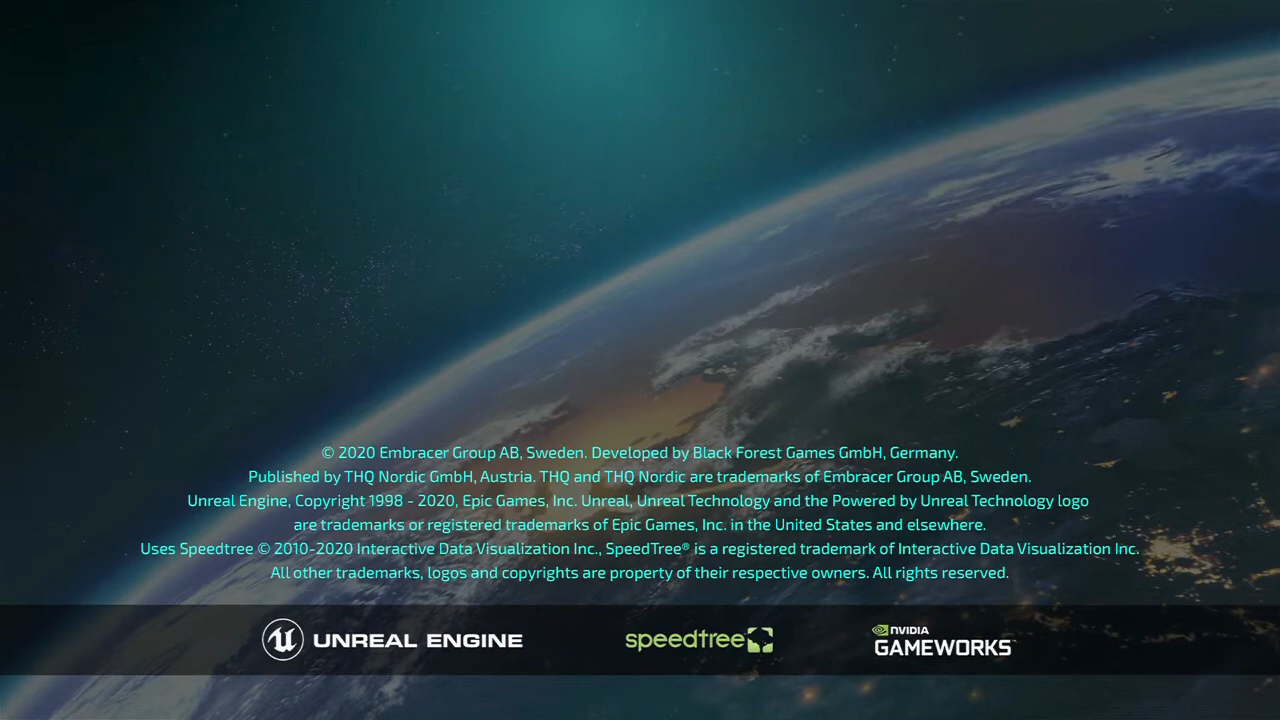 © 2020 Embracer Group AB, Sweden. Developed by Black Forest Games GmbH, Germany.
Published by THQ Nordic GmbH, Austria. THQ and THQ Nordic are trademarks of Embracer Group AB, Sweden.
Unreal Engine, Copyright 1998 - 2020, Epic Games, Inc. Unreal, Unreal Technology and the Powered by Unreal Technology logo
are trademarks or registered trademarks of Epic Games, Inc. in the United States and elsewhere.
Uses Speedtree © 2010-2020 Interactive Data Visualization Inc., SpeedTree® is a registered trademark of Interactive Data Visualization Inc.
All other trademarks, logos and copyrights are property of their respective owners. All rights reserved.
UNREAL ENGINE
speedtree
NVIDIA
GAMEWORKS™